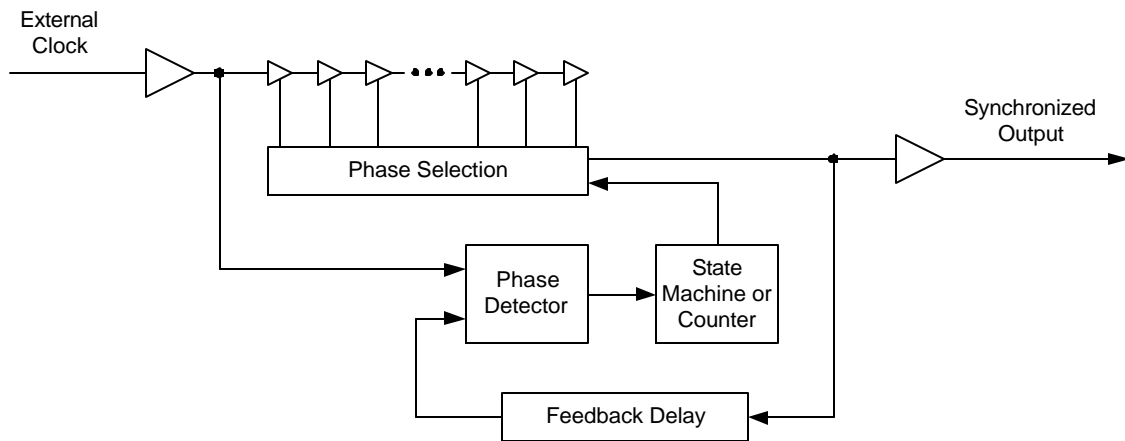 External
Clock
Synchronized
Output
Phase Selection
Phase
Detector
State
Machine or
Counter
Feedback Delay